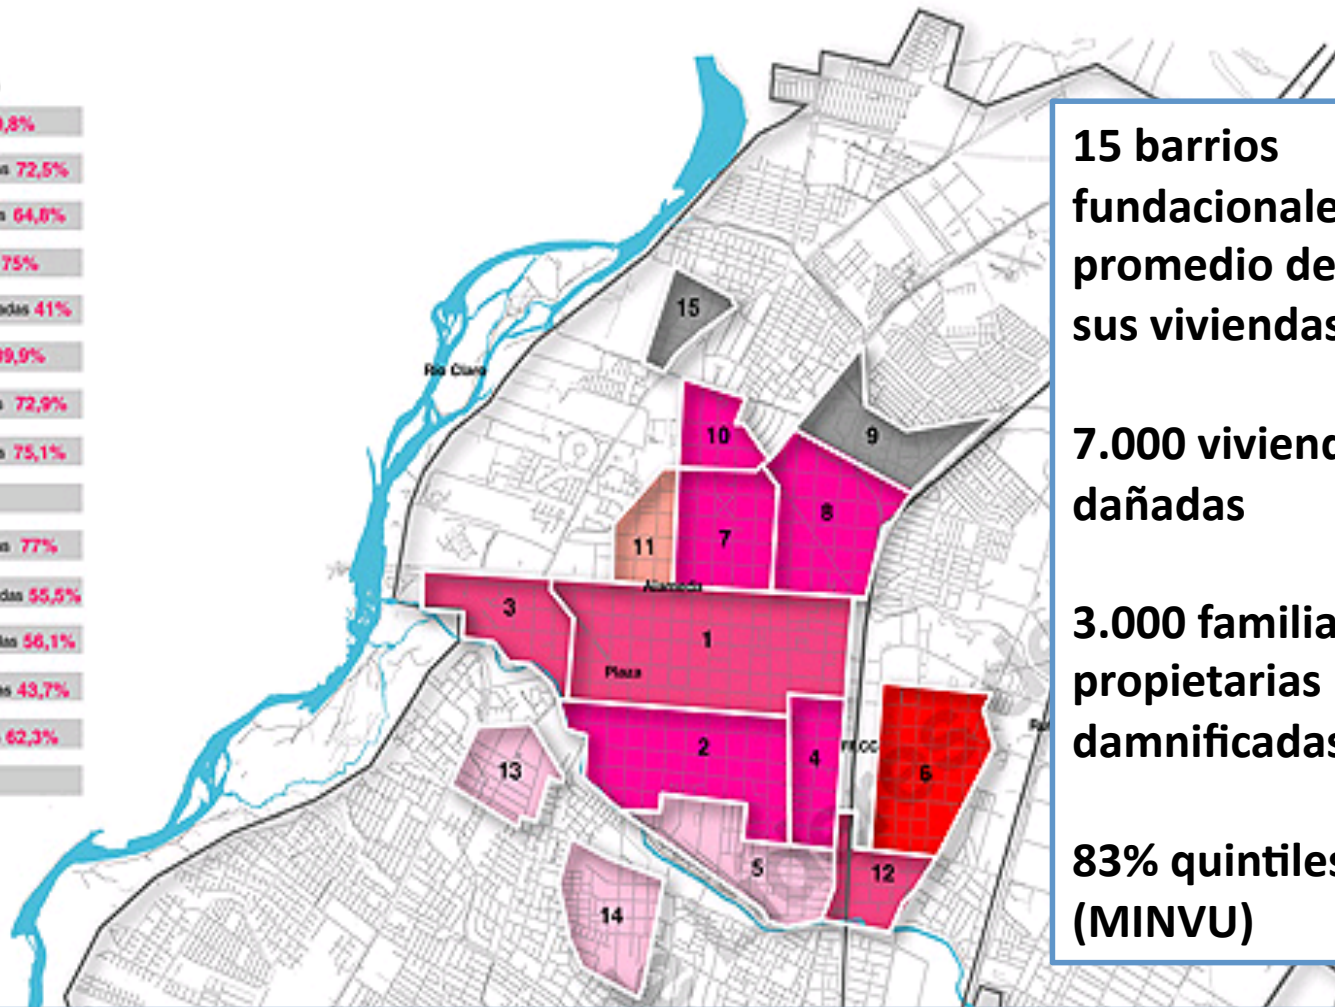 72,5%
64,8%
75%
41%
72,9%
75,1%
77%
55,5%
56,1%
43,7%
62,3%
Rio Claro
15
10
9
8
7
11
Alameda
3
1
Plaza
2
4
6
13
5
12
14
15 barrios
fundacionale
promedio de
sus viviendas
7.000 viviend
dañadas
3.000 familia
propietarias
damnificadas
83% quintiles
(MINVU)